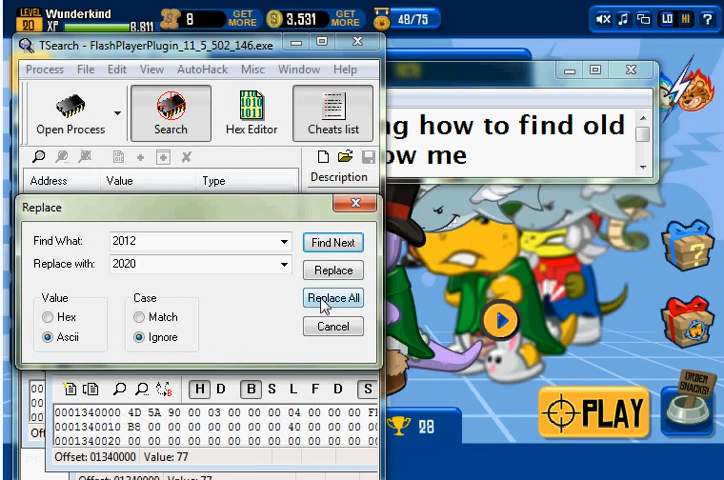 LEVEL
20
Wunderkind
XP
8.811
8
GET MORE
3.531
GET MORE
48/75
LO HI ?
TSearch - FlashPlayerPlugin_11_5_502_146.exe
Process File Edit View AutoHack Misc Window Help
Open Process
Search
Hex Editor
Cheats list
Address Value Type
Description
ng how to find old
ow me
Replace
Find What: 2012
Find Next
Replace with: 2020
Replace
Value
Hex
Ascii
Case
Match
Ignore
Replace All
Cancel
H D B S L F D S
0001340000 4D 5A 90 00 03 00 00 00 04 00 00 00
0001340010 B8 00 00 00 00 00 00 00 40 00 00 00
0001340020 00 00 00 00 00 00 00 00 00 00 00 00
Offset: 01340000 Value: 77
Offset: 01340000 Value: 77
28
PLAY
ORDER
SNACKS!
?